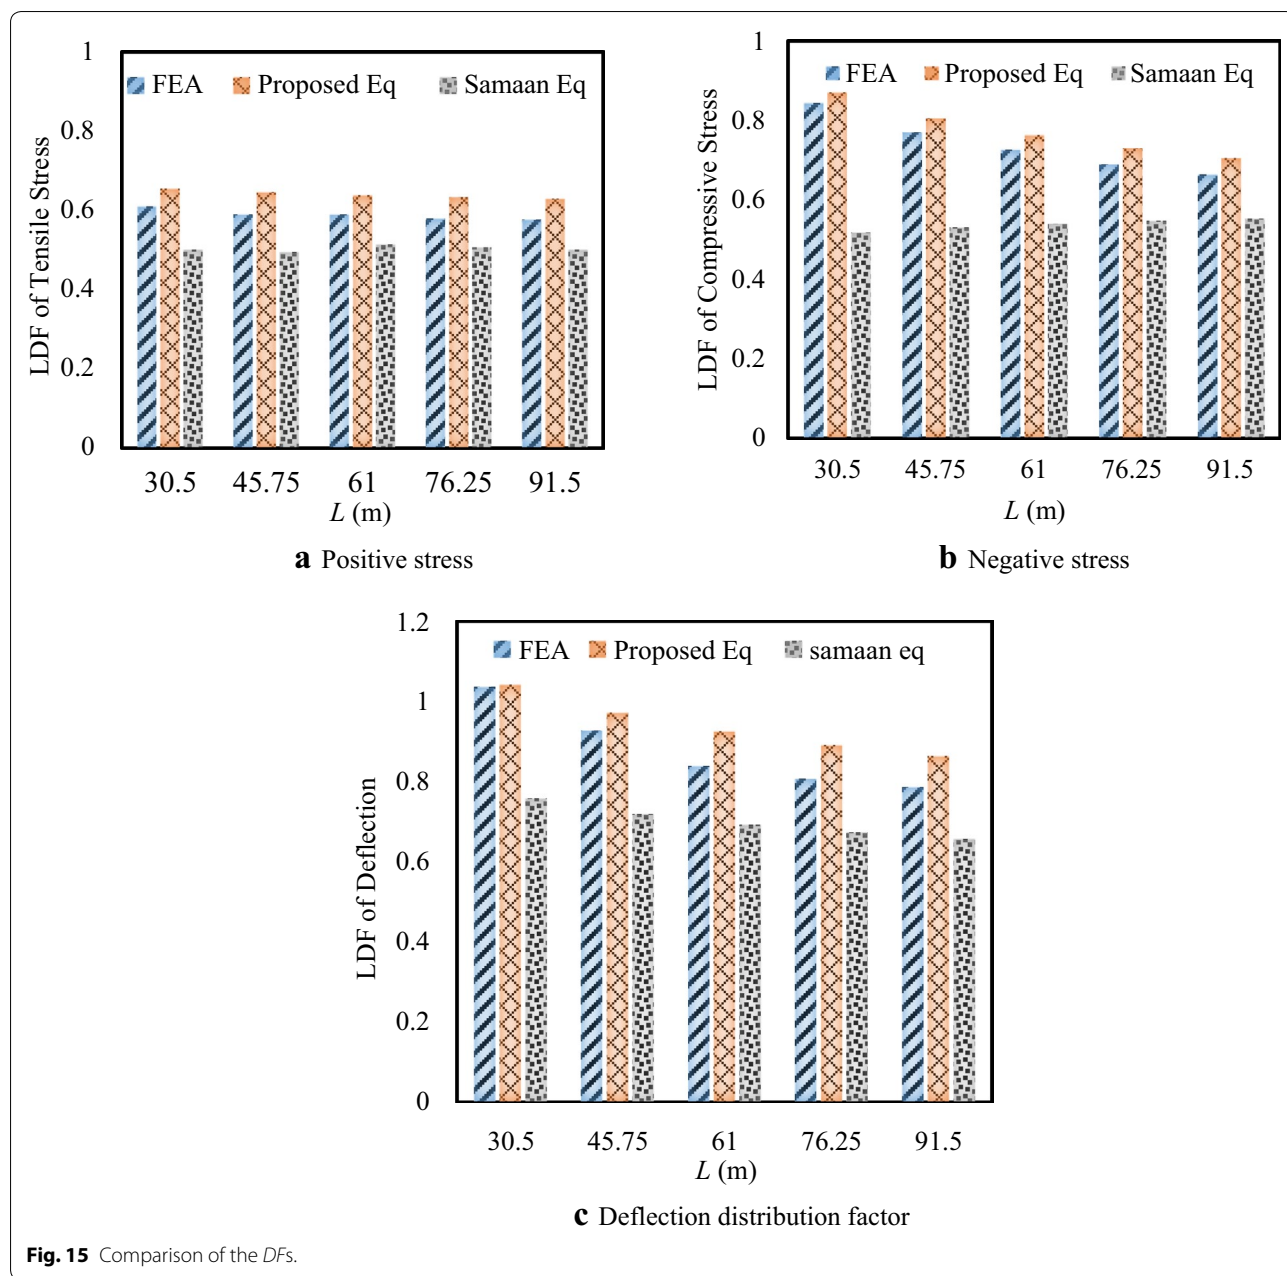 1
FEA Proposed Eq Samaan Eq
0.8
0.6
0.4
0.2
0
LDF of Tensile Stress
30.5 45.75 61 76.25 91.5
L (m)
a Positive stress
1
FEA Proposed Eq Samaan Eq
0.8
0.6
0.4
0.2
0
LDF of Compressive Stress
30.5 45.75 61 76.25 91.5
L (m)
b Negative stress
1.2
FEA Proposed Eq samaan eq
1
0.8
0.6
0.4
0.2
0
LDF of Deflection
30.5 45.75 61 76.25 91.5
L (m)
c Deflection distribution factor
Fig. 15 Comparison of the DFs.